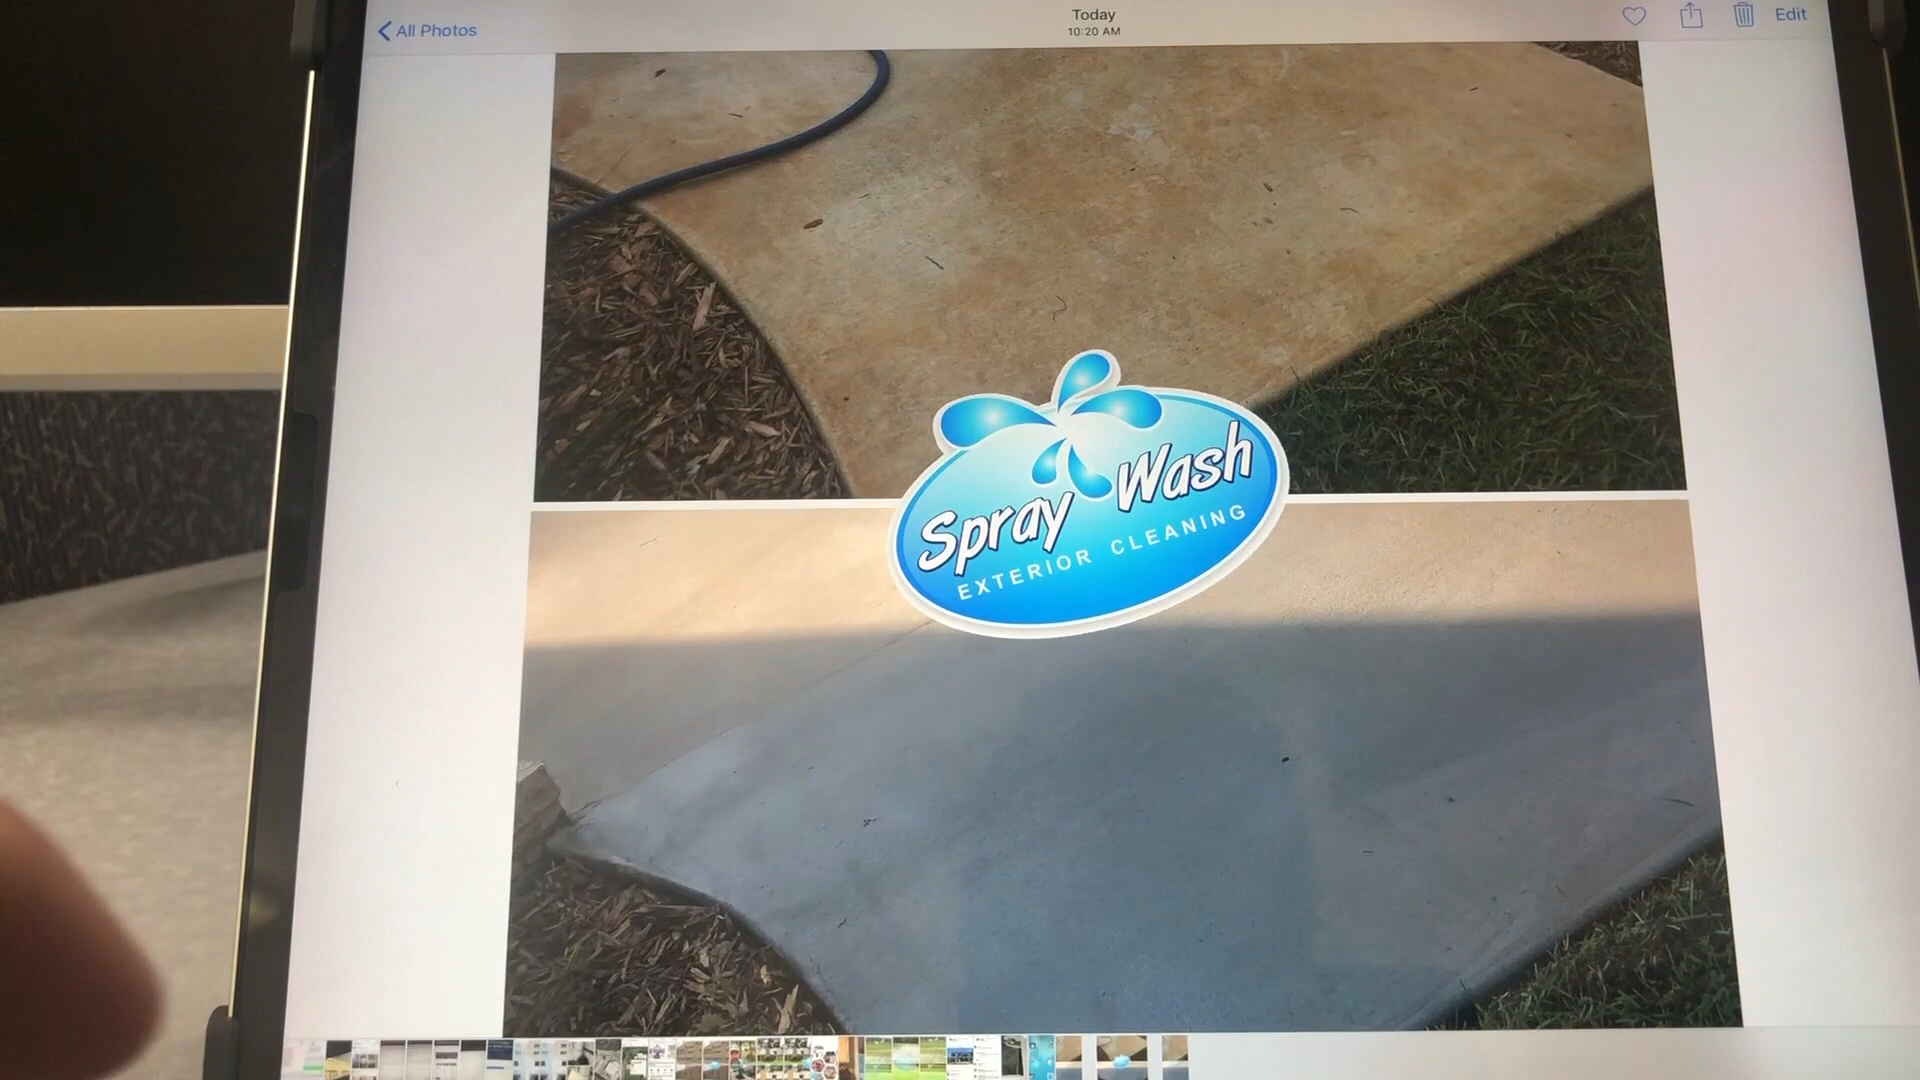 All Photos
Today
10:20 AM
Edit
Spray Wash
EXTERIOR CLEANING